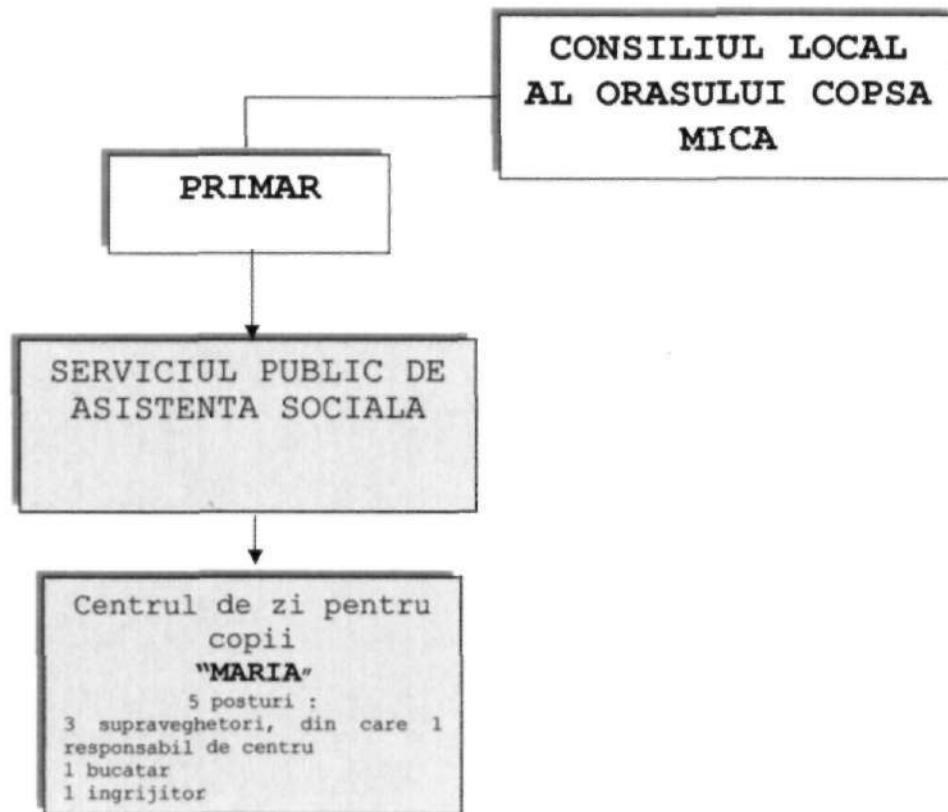 CONSILIUL LOCAL
AL ORASULUI COPSA
MICA
PRIMAR
SERVICIUL PUBLIC DE
ASISTENTA SOCIALA
Centrul de zi pentru
copii
"MARIA"
5 posturi :
3 supraveghetori, din care 1
responsabil de centru
1 bucatar
1 ingrijitor